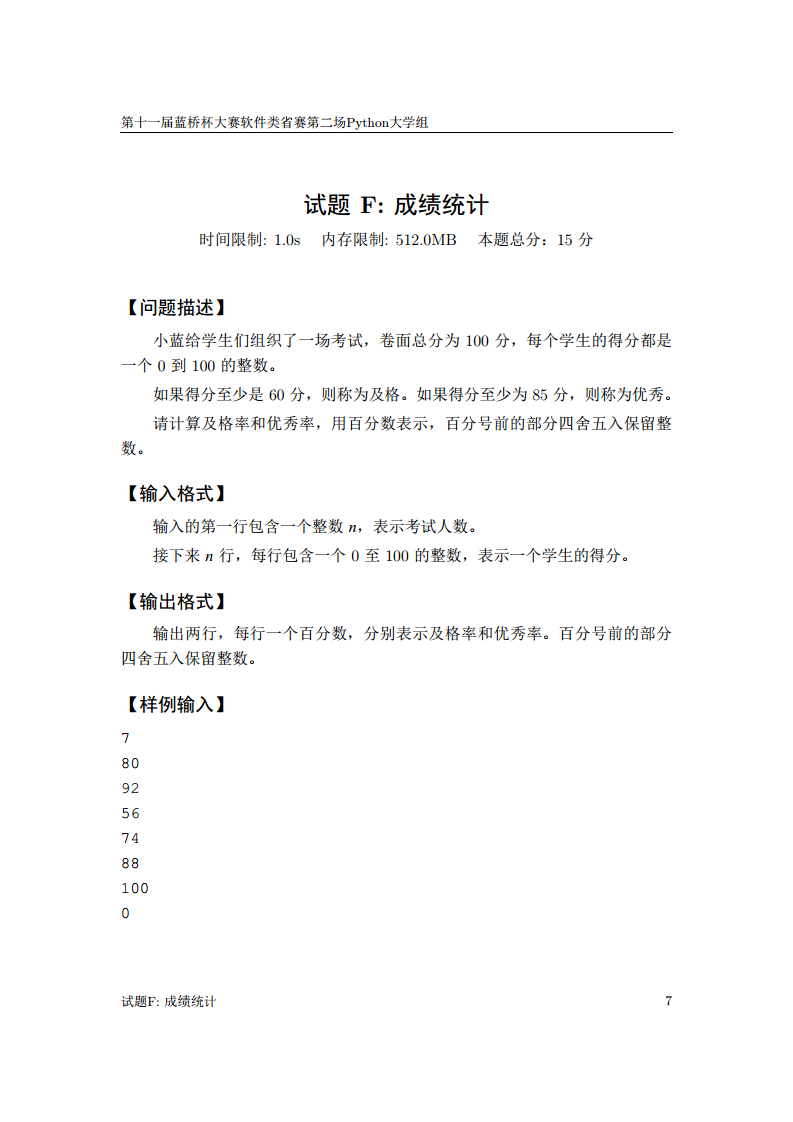 第十一届蓝桥杯大赛软件类省赛第二场Python大学组
试题 F: 成绩统计
时间限制: 1.0s 内存限制: 512.0MB 本题总分：15 分
【问题描述】
小蓝给学生们组织了一场考试，卷面总分为 100 分，每个学生的得分都是
一个 0 到 100 的整数。
如果得分至少是 60 分，则称为及格。如果得分至少为 85 分，则称为优秀。
请计算及格率和优秀率，用百分数表示，百分号前的部分四舍五入保留整
数。
【输入格式】
输入的第一行包含一个整数 n，表示考试人数。
接下来 n 行，每行包含一个 0 至 100 的整数，表示一个学生的得分。
【输出格式】
输出两行，每行一个百分数，分别表示及格率和优秀率。百分号前的部分
四舍五入保留整数。
【样例输入】
7
80
92
56
74
88
100
0
试题F: 成绩统计 7